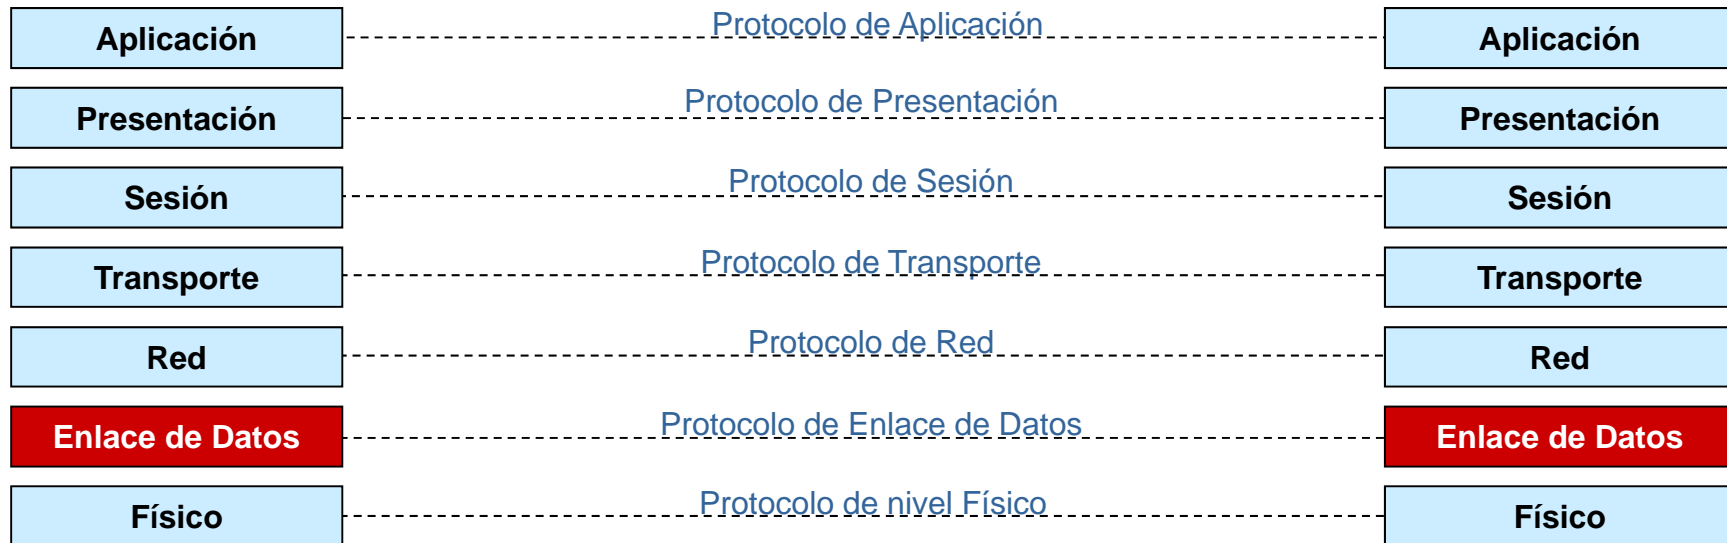 Aplicación Protocolo de Aplicación Aplicación
Presentación Protocolo de Presentación Presentación
Sesión Protocolo de Sesión Sesión
Transporte Protocolo de Transporte Transporte
Red Protocolo de Red Red
Enlace de Datos Protocolo de Enlace de Datos Enlace de Datos
Físico Protocolo de nivel Físico Físico